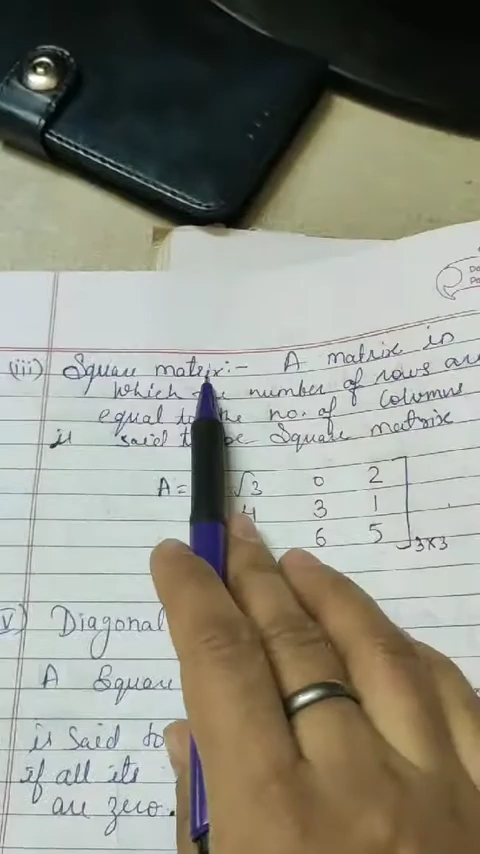 (iii) Square matrix:- A matrix in
which number of rows are
equal to the no. of columns
is said to be Square matrix
A = √3 0 2
4 3 1
6 5 3×3
Diagonal
A Square
is said to
if all its
are zero.